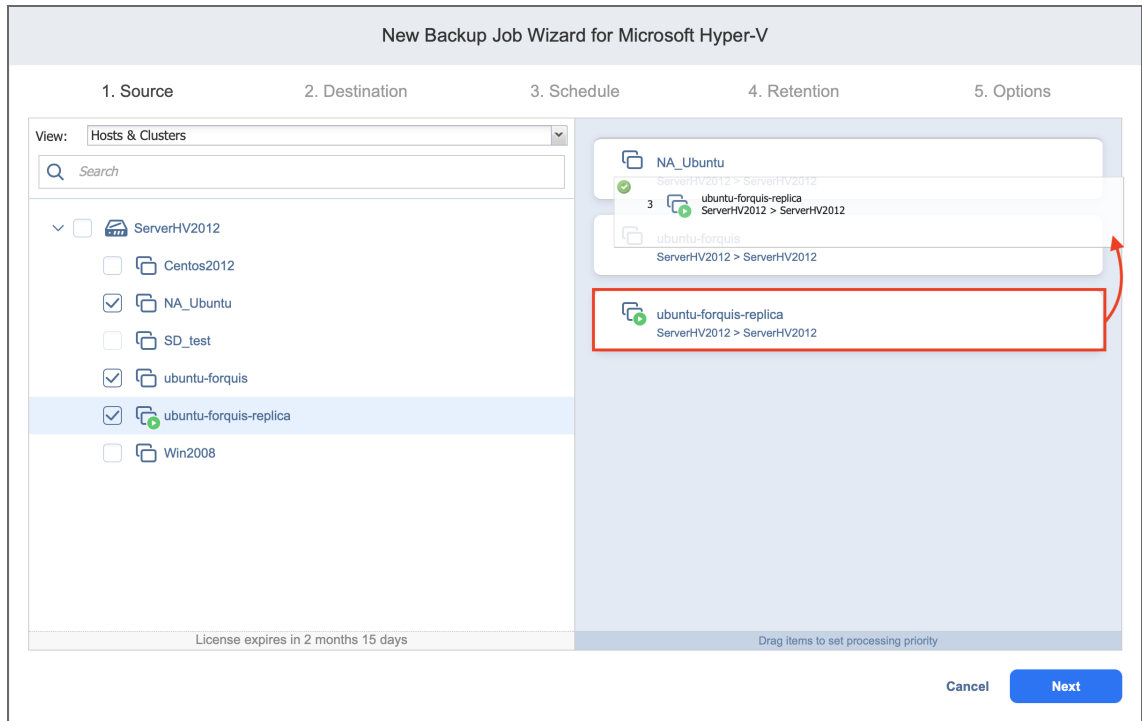 New Backup Job Wizard for Microsoft Hyper-V
1. Source
2. Destination
3. Schedule
4. Retention
5. Options
View:
Hosts & Clusters
Search
ServerHV2012
Centos2012
NA_Ubuntu
SD_test
ubuntu-forquis
ubuntu-forquis-replica
Win2008
License expires in 2 months 15 days
NA_Ubuntu
ServerHV2012 > ServerHV2012
3
ubuntu-forquis-replica
ServerHV2012 > ServerHV2012
ubuntu-forquis
ServerHV2012 > ServerHV2012
ubuntu-forquis-replica
ServerHV2012 > ServerHV2012
Drag items to set processing priority
Cancel
Next